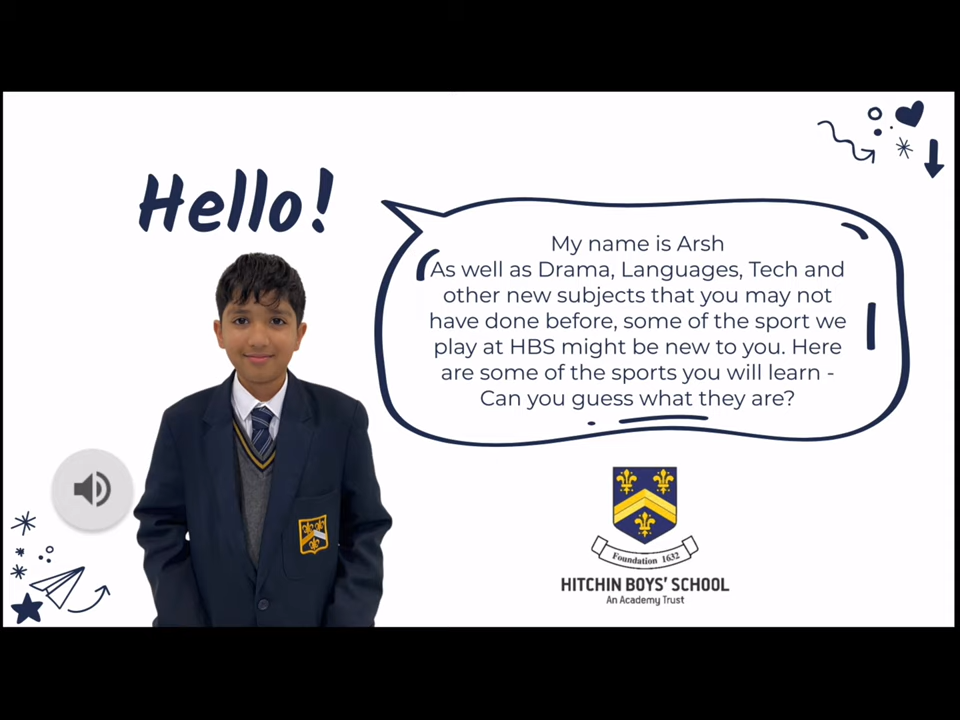 Hello!
My name is Arsh
As well as Drama, Languages, Tech and
other new subjects that you may not
have done before, some of the sport we
play at HBS might be new to you. Here
are some of the sports you will learn -
Can you guess what they are?
Foundation 1632
HITCHIN BOYS' SCHOOL
An Academy Trust